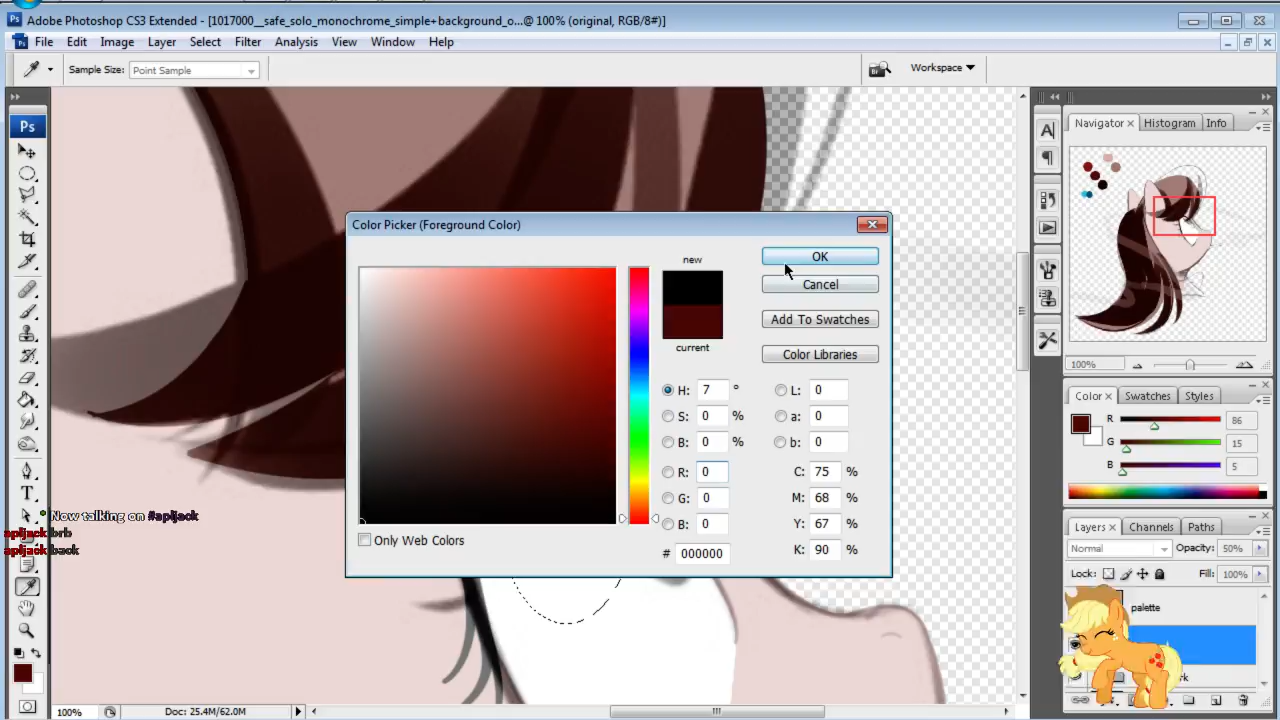 Adobe Photoshop CS3 Extended - [1017000__safe_solo_monochrome_simple+background_o...@ 100% (original, RGB/8#)]
File Edit Image Layer Select Filter Analysis View Window Help
Sample Size: Point Sample
Workspace
Ps
Navigator × Histogram Info
100%
Color Picker (Foreground Color)
new
current
OK
Cancel
Add To Swatches
Color Libraries
H: 7 °
S: 0 %
B: 0 %
R: 0
G: 0
B: 0
# 000000
L: 0
a: 0
b: 0
C: 75 %
M: 68 %
Y: 67 %
K: 90 %
Only Web Colors
Color × Swatches Styles
R 86
G 15
B 5
Layers × Channels Paths
Normal Opacity: 50%
Lock: Fill: 100%
palette
* Now talking on #apljack
apljack brb
apljack back
100% Doc: 25.4M/62.0M